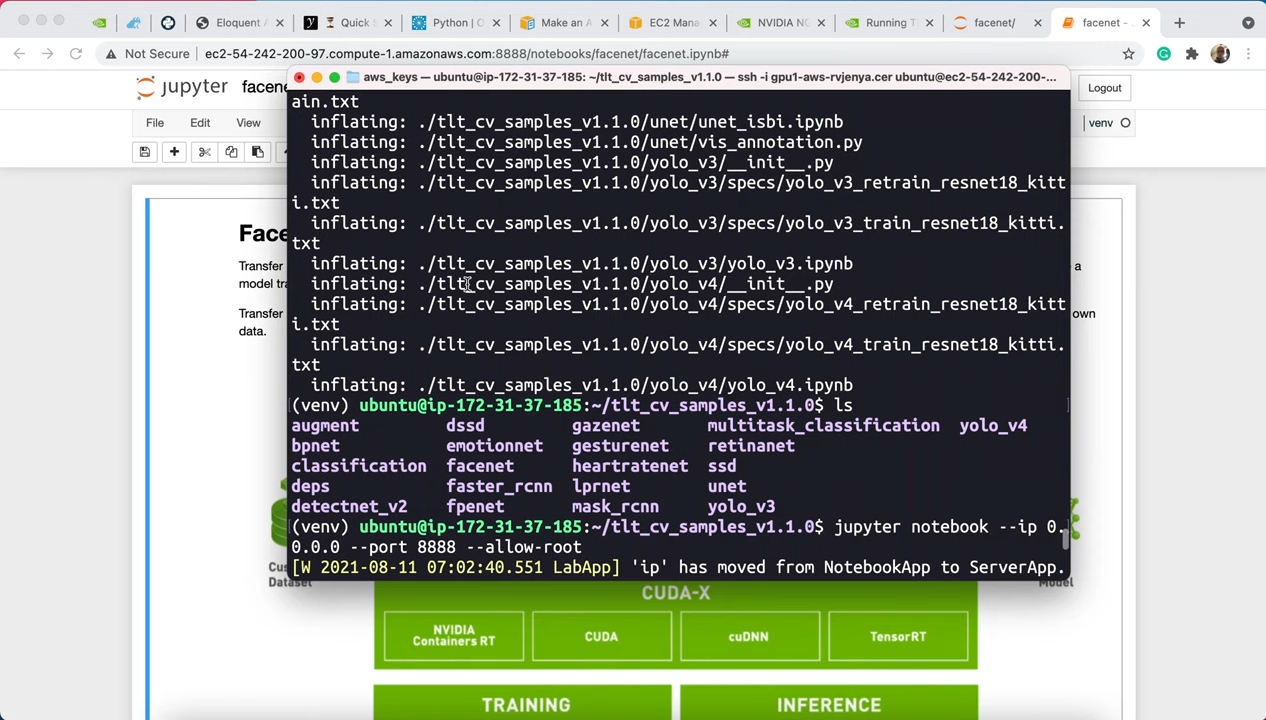 Eloquent A
Quick S
Python | O
Make an A
EC2 Mana
NVIDIA NG
Running T
facenet/
facenet -
Not Secure
ec2-54-242-200-97.compute-1.amazonaws.com:8888/notebooks/facenet/facenet.ipynb#
jupyter
Logout
File
Edit
View
venv
aws_keys — ubuntu@ip-172-31-37-185: ~/tlt_cv_samples_v1.1.0 — ssh -i gpu1-aws-rvjenya.cer ubuntu@ec2-54-242-200-...
ain.txt
inflating: ./tlt_cv_samples_v1.1.0/unet/unet_isbi.ipynb
inflating: ./tlt_cv_samples_v1.1.0/unet/vis_annotation.py
inflating: ./tlt_cv_samples_v1.1.0/yolo_v3/__init__.py
inflating: ./tlt_cv_samples_v1.1.0/yolo_v3/specs/yolo_v3_retrain_resnet18_kitt
i.txt
inflating: ./tlt_cv_samples_v1.1.0/yolo_v3/specs/yolo_v3_train_resnet18_kitti.
txt
inflating: ./tlt_cv_samples_v1.1.0/yolo_v3/yolo_v3.ipynb
inflating: ./tlt_cv_samples_v1.1.0/yolo_v4/__init__.py
inflating: ./tlt_cv_samples_v1.1.0/yolo_v4/specs/yolo_v4_retrain_resnet18_kitt
i.txt
inflating: ./tlt_cv_samples_v1.1.0/yolo_v4/specs/yolo_v4_train_resnet18_kitti.
txt
inflating: ./tlt_cv_samples_v1.1.0/yolo_v4/yolo_v4.ipynb
(venv) ubuntu@ip-172-31-37-185:~/tlt_cv_samples_v1.1.0$ ls
augment dssd gazenet multitask_classification yolo_v4
bpnet emotionnet gesturenet retinanet
classification facenet heartratenet ssd
deps faster_rcnn lprnet unet
detectnet_v2 fpenet mask_rcnn yolo_v3
(venv) ubuntu@ip-172-31-37-185:~/tlt_cv_samples_v1.1.0$ jupyter notebook --ip 0.
0.0.0 --port 8888 --allow-root
[W 2021-08-11 07:02:40.551 LabApp] 'ip' has moved from NotebookApp to ServerApp.
Transfer
a
model tra
Transfer
own
data.
Dataset
Model
CUDA-X
NVIDIA
Containers RT
CUDA
cuDNN
TensorRT
TRAINING
INFERENCE